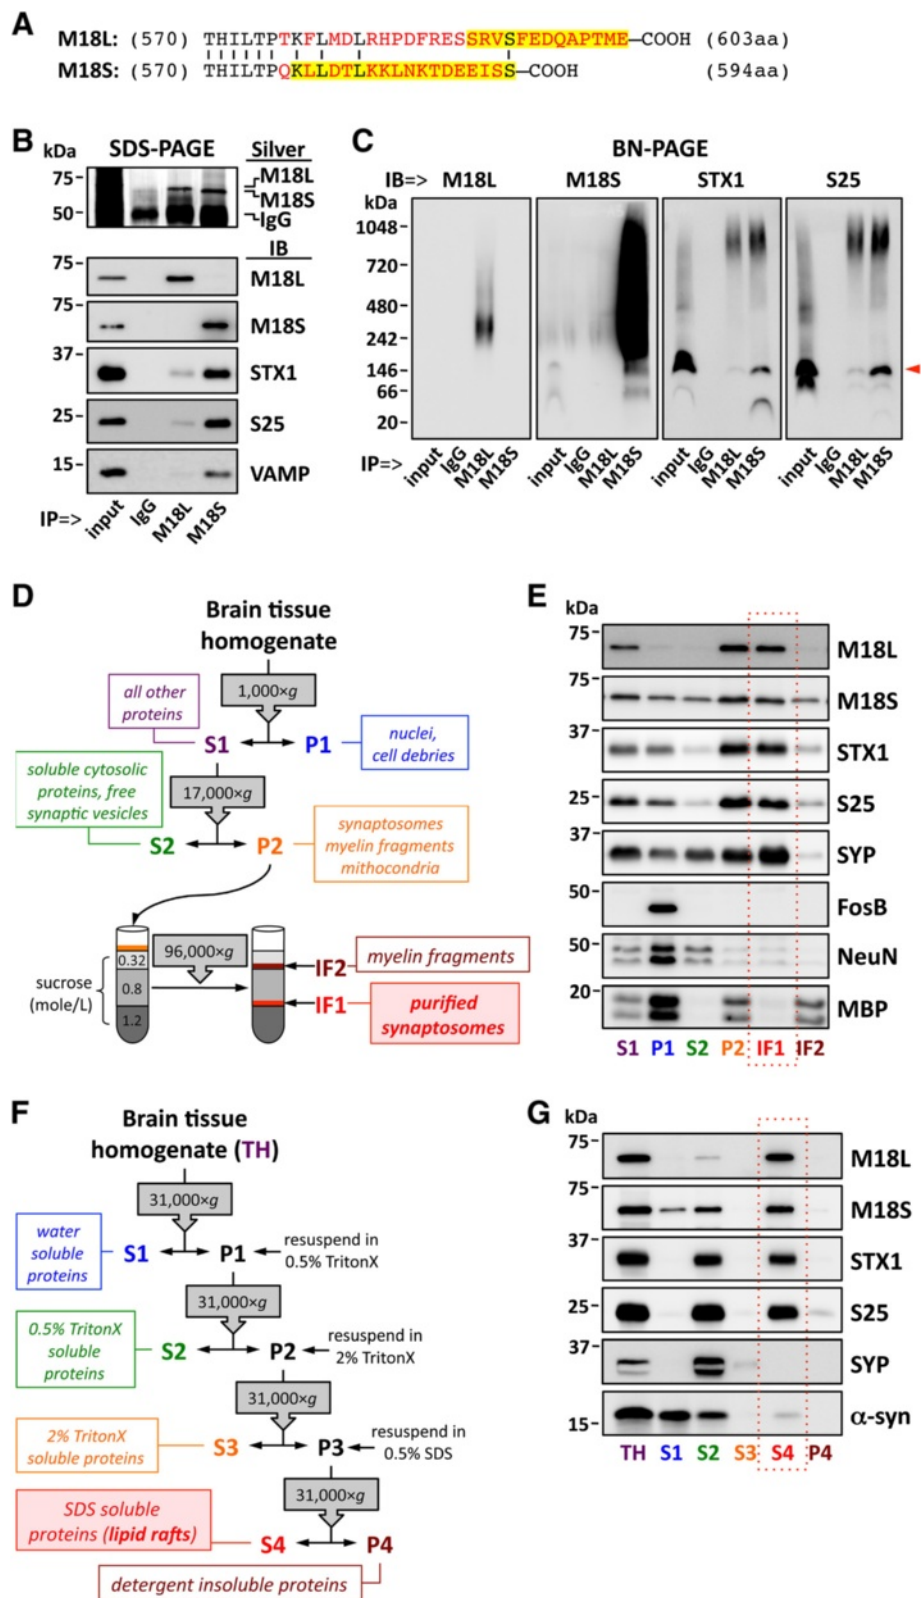 A
M18L: (570) THILTPTKFLMDLRHPDFRESSSRVSFEDQAPTME—COOH (603aa)
M18S: (570) THILTPQKLLDTLKKLNKTDEEISS—COOH (594aa)
B
kDa SDS-PAGE Silver
75
M18L
M18S
50
IgG
IB
75
M18L
75
M18S
37
STX1
25
S25
15
VAMP
IP=> input IgG M18L M18S
C
BN-PAGE
IB=> M18L M18S STX1 S25
kDa
1048
720
480
242
146
66
20
IP=> input IgG M18L M18S input IgG M18L M18S input IgG M18L M18S input IgG M18L M18S
D
Brain tissue
homogenate
1,000×g
all other
proteins
S1 P1
nuclei,
cell debries
soluble cytosolic
proteins, free
synaptic vesicles
17,000×g
S2 P2
synaptosomes
myelin fragments
mithocondria
96,000×g
sucrose
(mole/L)
0.32
0.8
1.2
IF2 myelin fragments
IF1 purified
synaptosomes
E
kDa
75 M18L
75 M18S
37 STX1
25 S25
37 SYP
50 FosB
50 NeuN
20 MBP
S1 P1 S2 P2 IF1 IF2
F
Brain tissue
homogenate (TH)
31,000×g
water
soluble
proteins
S1 P1
resuspend in
0.5% TritonX
31,000×g
0.5% TritonX
soluble
proteins
S2 P2
resuspend in
2% TritonX
31,000×g
2% TritonX
soluble proteins
S3 P3
resuspend in
0.5% SDS
31,000×g
SDS soluble
proteins (lipid rafts)
S4 P4
detergent insoluble proteins
G
kDa
75 M18L
75 M18S
37 STX1
25 S25
37 SYP
15 α-syn
TH S1 S2 S3 S4 P4